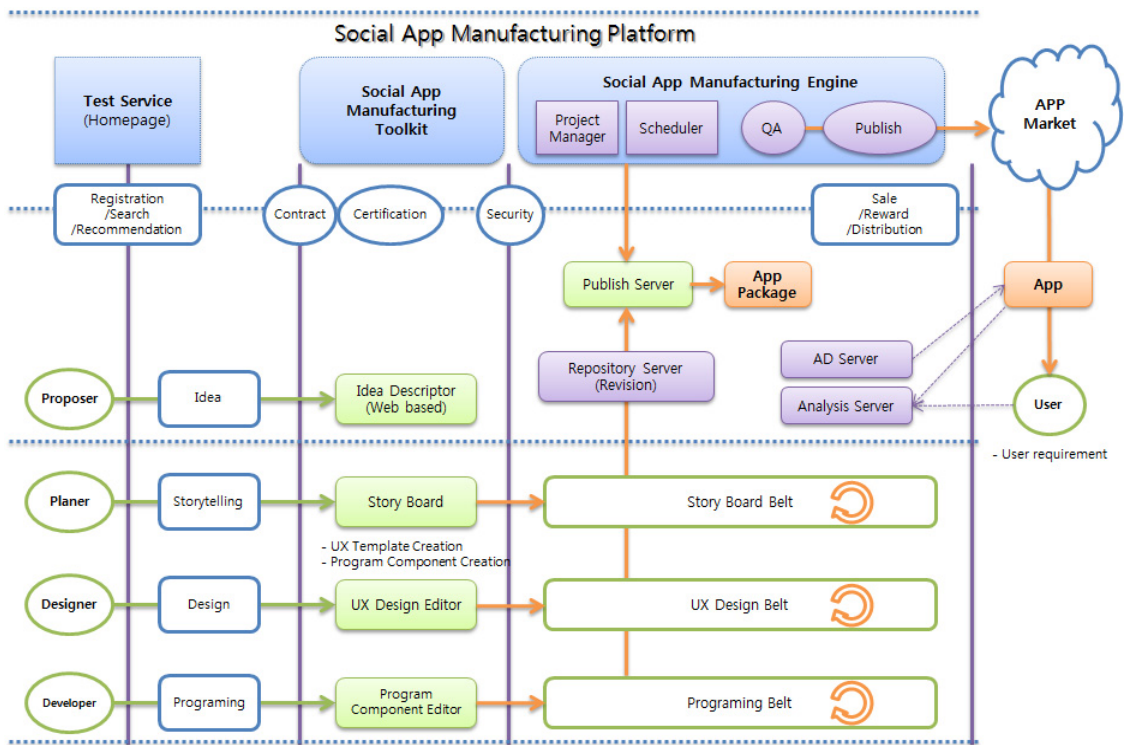 Social App Manufacturing Platform
Test Service
(Homepage)
Social App
Manufacturing
Toolkit
Social App Manufacturing Engine
Project
Manager
Scheduler
QA
Publish
APP
Market
Registration
/Search
/Recommendation
Contract
Certification
Security
Sale
/Reward
/Distribution
Publish Server
App
Package
App
Repository Server
(Revision)
AD Server
Analysis Server
Proposer
Idea
Idea Descriptor
(Web based)
User
- User requirement
Planer
Storytelling
Story Board
Story Board Belt
- UX Template Creation
- Program Component Creation
Designer
Design
UX Design Editor
UX Design Belt
Developer
Programing
Program
Component Editor
Programing Belt